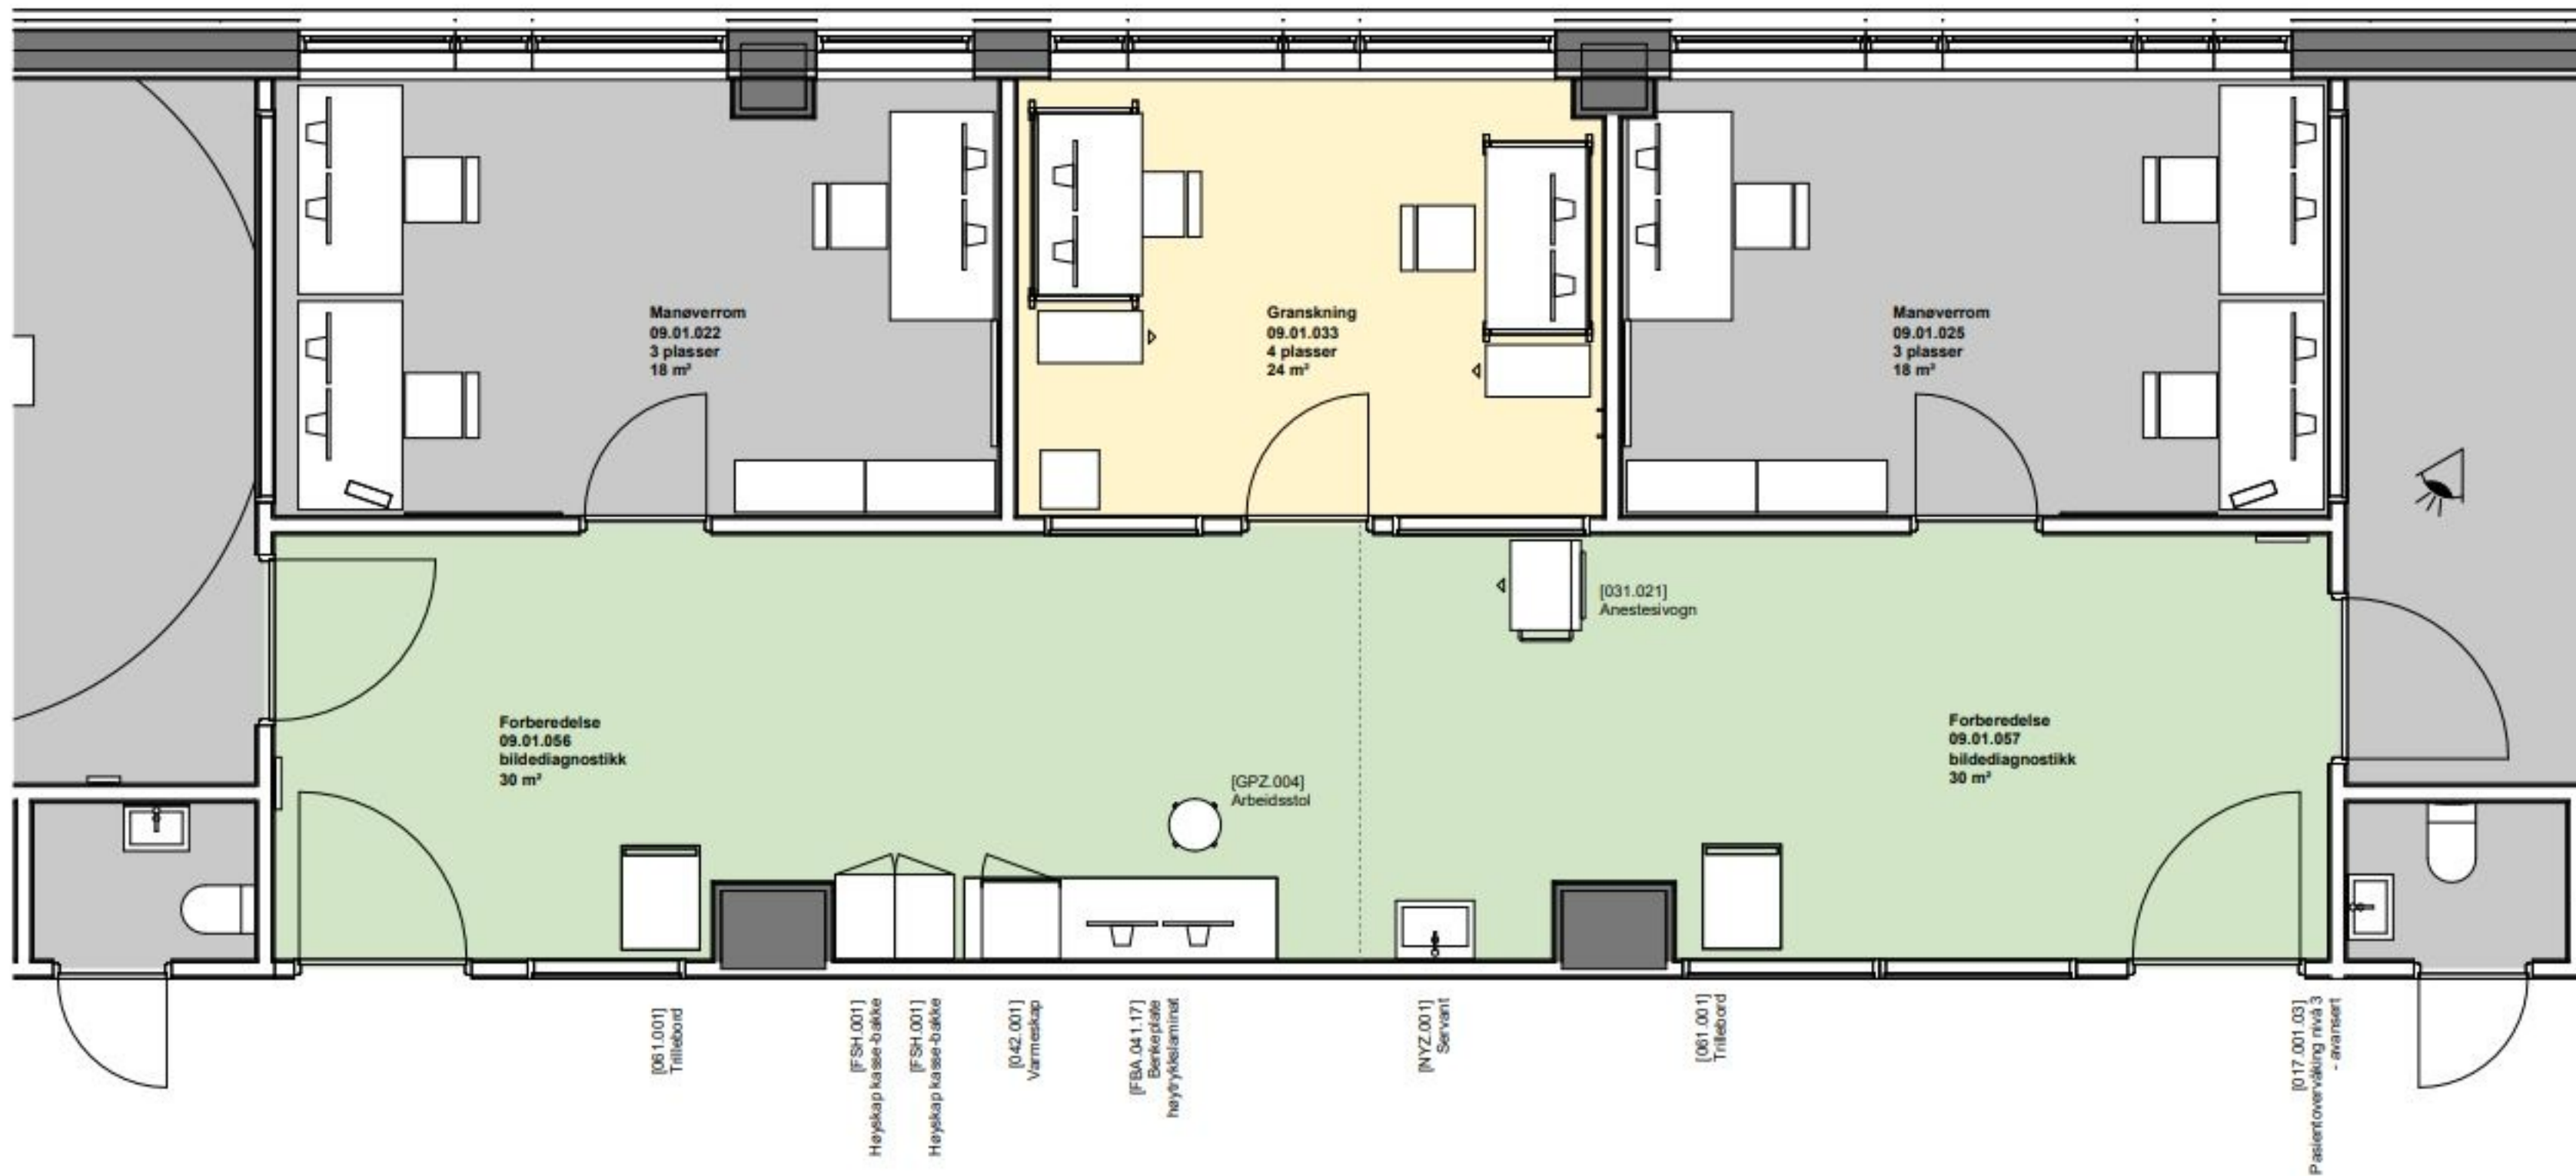 Manøverrom
09.01.022
3 plasser
18 m²
Granskning
09.01.033
4 plasser
24 m²
Manøverrom
09.01.025
3 plasser
18 m²
[031.021]
Anestesivogn
Forberedelse
09.01.056
bildediagnostikk
30 m²
[GPZ.004]
Arbeidsstol
Forberedelse
09.01.057
bildediagnostikk
30 m²
[061.001]
Trillebord
[FSH.001]
Høyskap kasse-bakke
[FSH.001]
Høyskap kasse-bakke
[042.001]
Varmeskap
[FBA.041.17]
Benkeplate
høytrykkslaminat
[NYZ.001]
Servant
[061.001]
Trillebord
[017.001.03]
Pasientovervåking nivå 3
- avansert